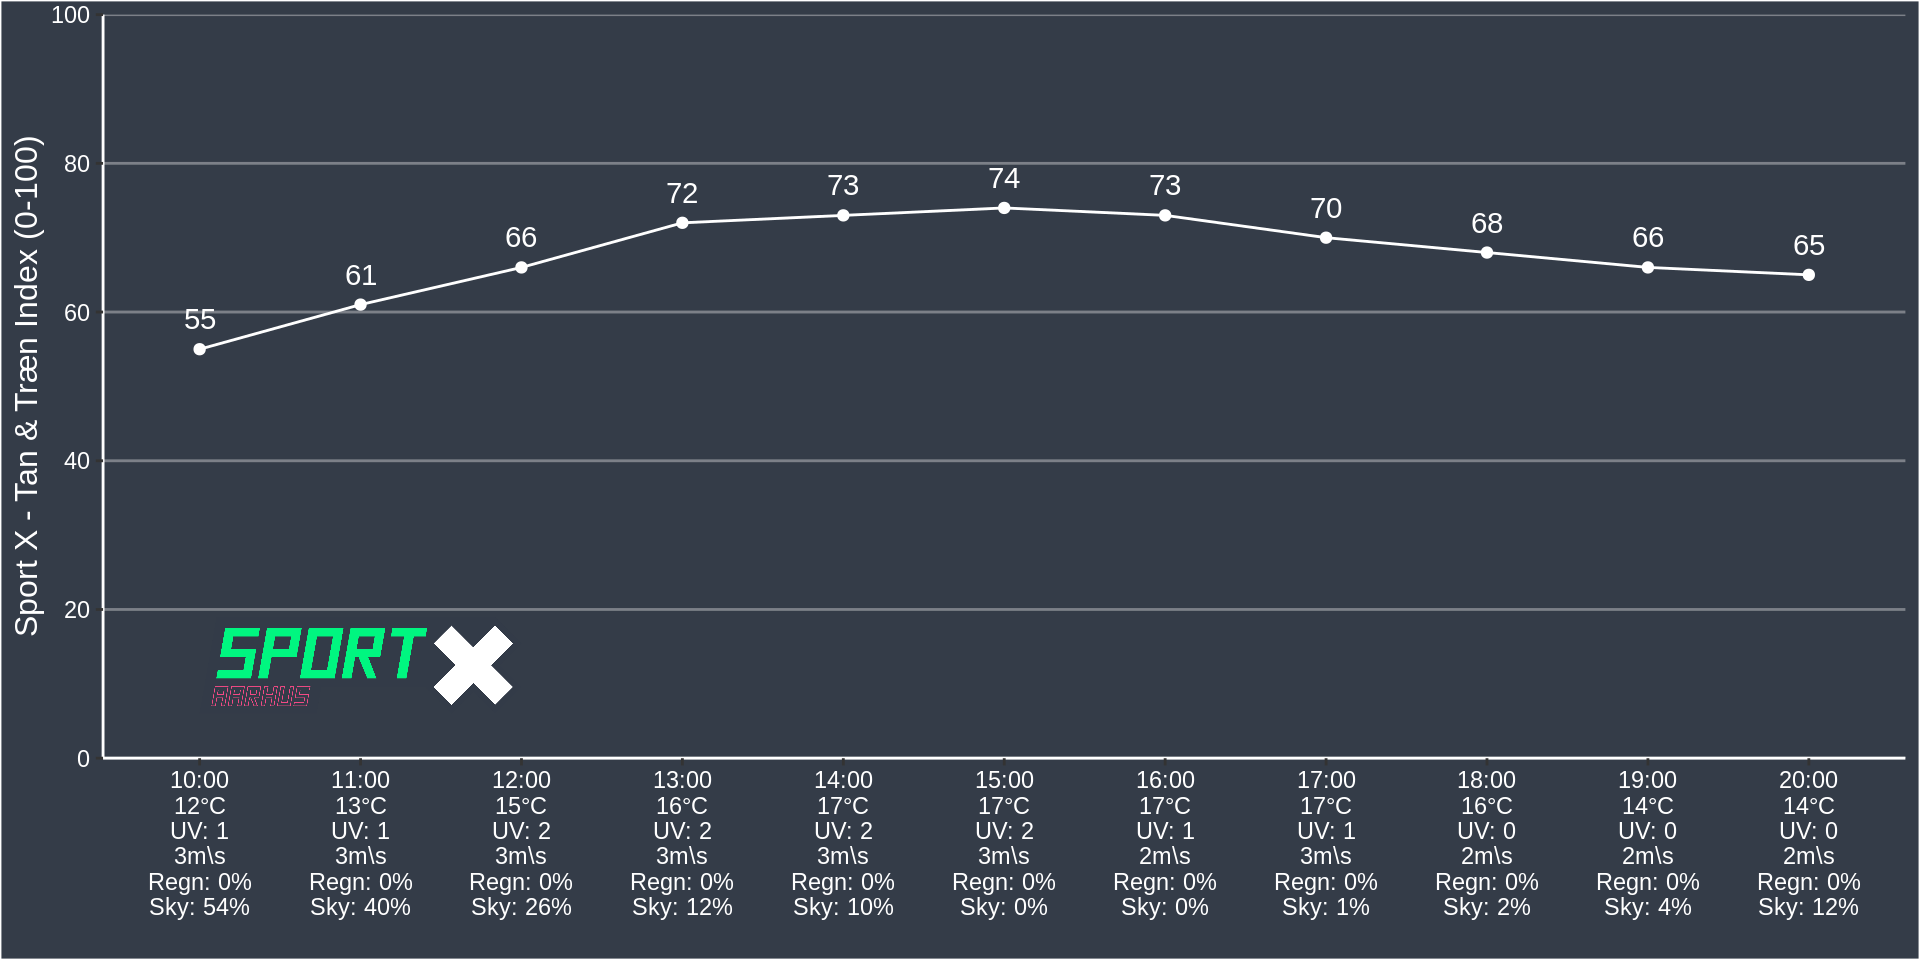 Sport X - Tan & Træn Index (0-100)
100
80
60
40
20
0
55
61
66
72
73
74
73
70
68
66
65
SPORT X
AARHUS
10:00 11:00 12:00 13:00 14:00 15:00 16:00 17:00 18:00 19:00 20:00
12°C 13°C 15°C 16°C 17°C 17°C 17°C 17°C 16°C 14°C 14°C
UV: 1 UV: 1 UV: 2 UV: 2 UV: 2 UV: 2 UV: 1 UV: 1 UV: 0 UV: 0 UV: 0
3m\s 3m\s 3m\s 3m\s 3m\s 3m\s 2m\s 3m\s 2m\s 2m\s 2m\s
Regn: 0% Regn: 0% Regn: 0% Regn: 0% Regn: 0% Regn: 0% Regn: 0% Regn: 0% Regn: 0% Regn: 0% Regn: 0%
Sky: 54% Sky: 40% Sky: 26% Sky: 12% Sky: 10% Sky: 0% Sky: 0% Sky: 1% Sky: 2% Sky: 4% Sky: 12%